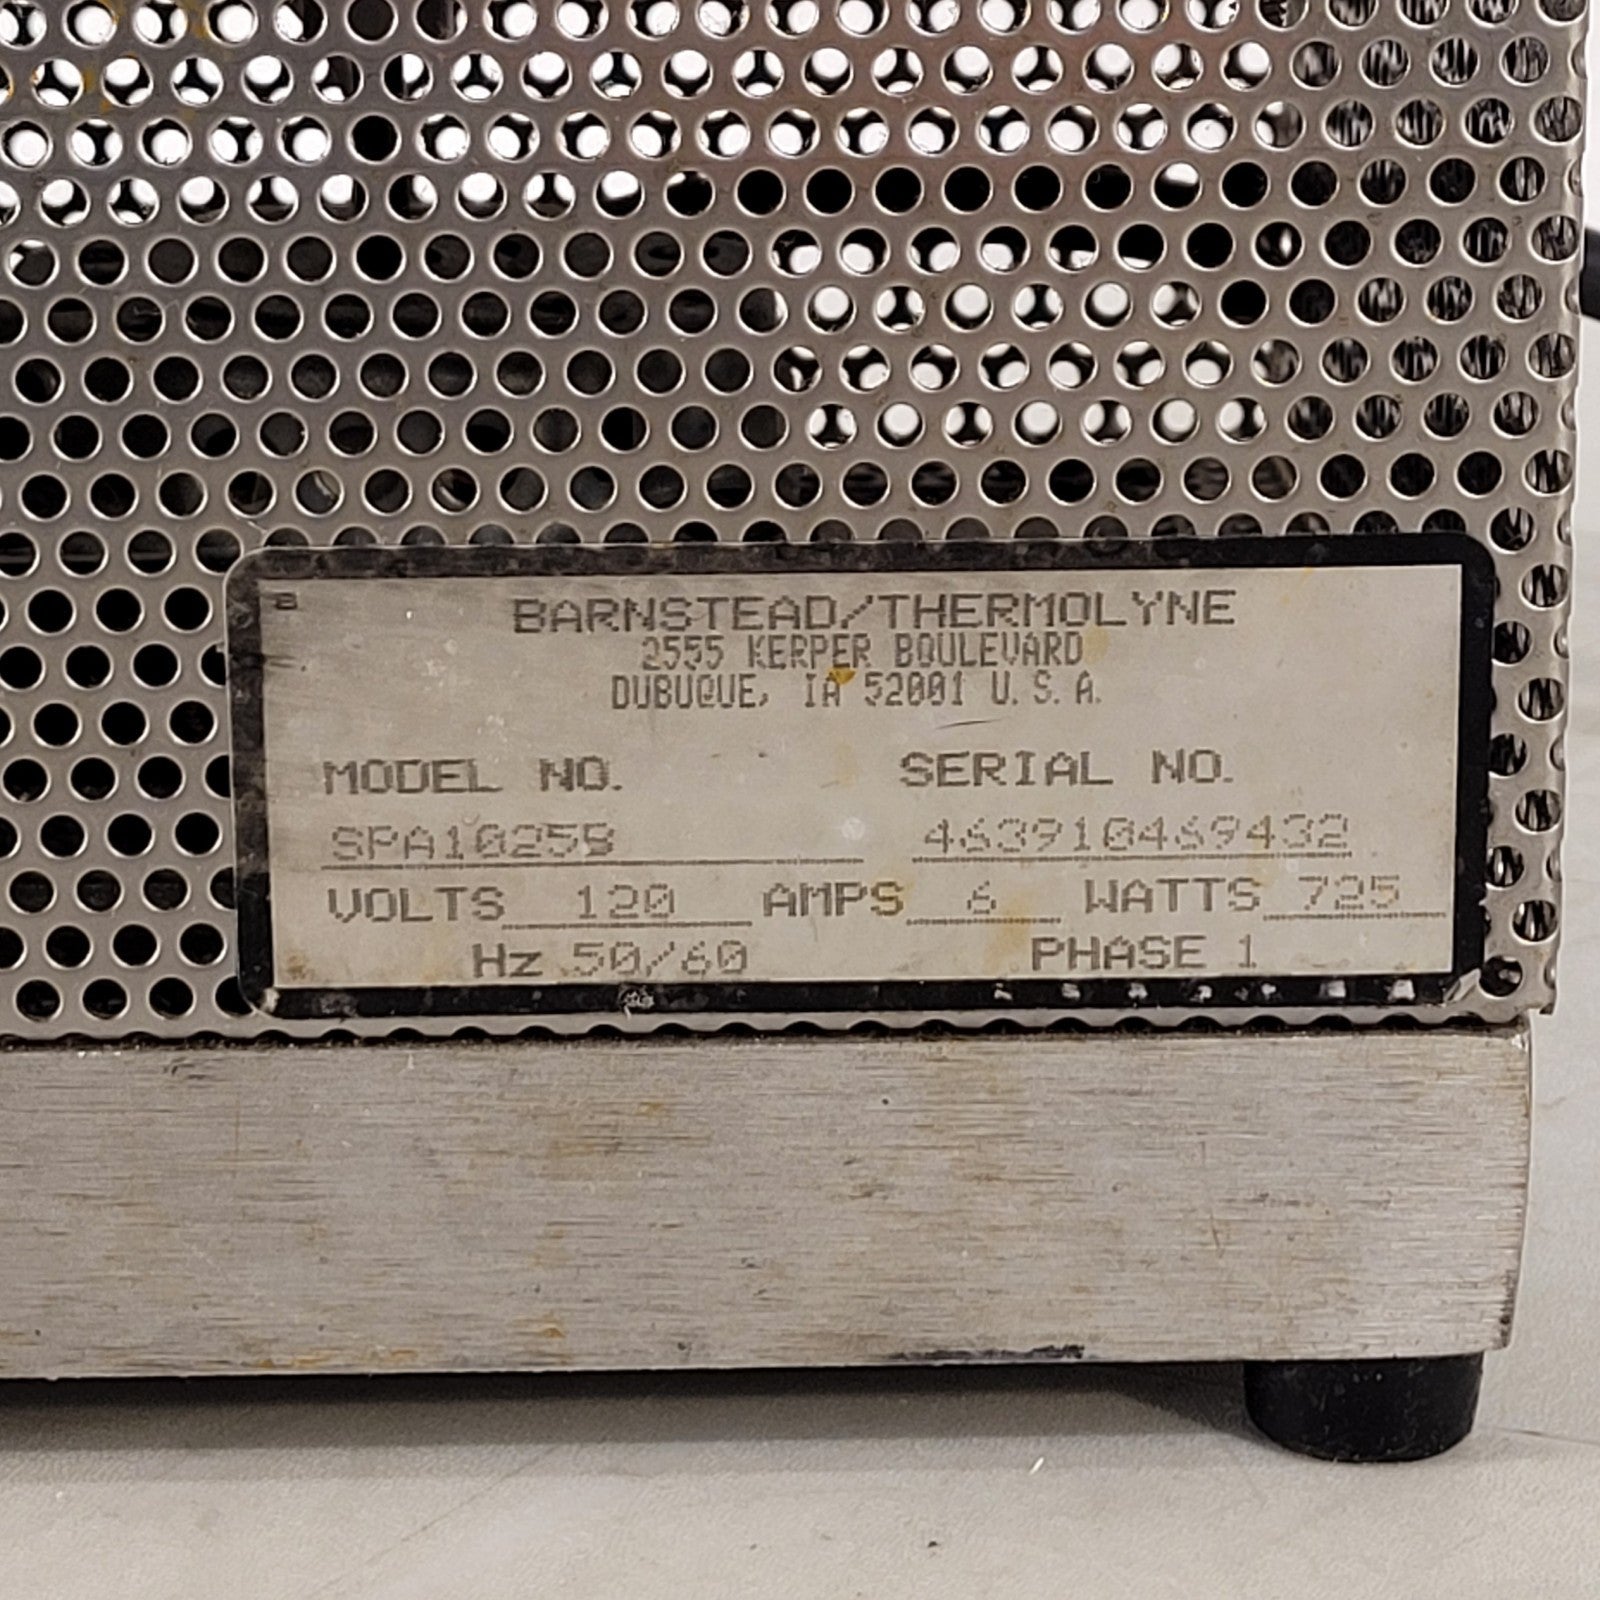 B
BARNSTEAD/THERMOLYNE
2555 KERPER BOULEVARD
DUBUQUE, IA 52001 U.S.A.
MODEL NO. SERIAL NO.
SPA1025B 463910469432
VOLTS 120 AMPS 6 WATTS 725
Hz 50/60 PHASE 1